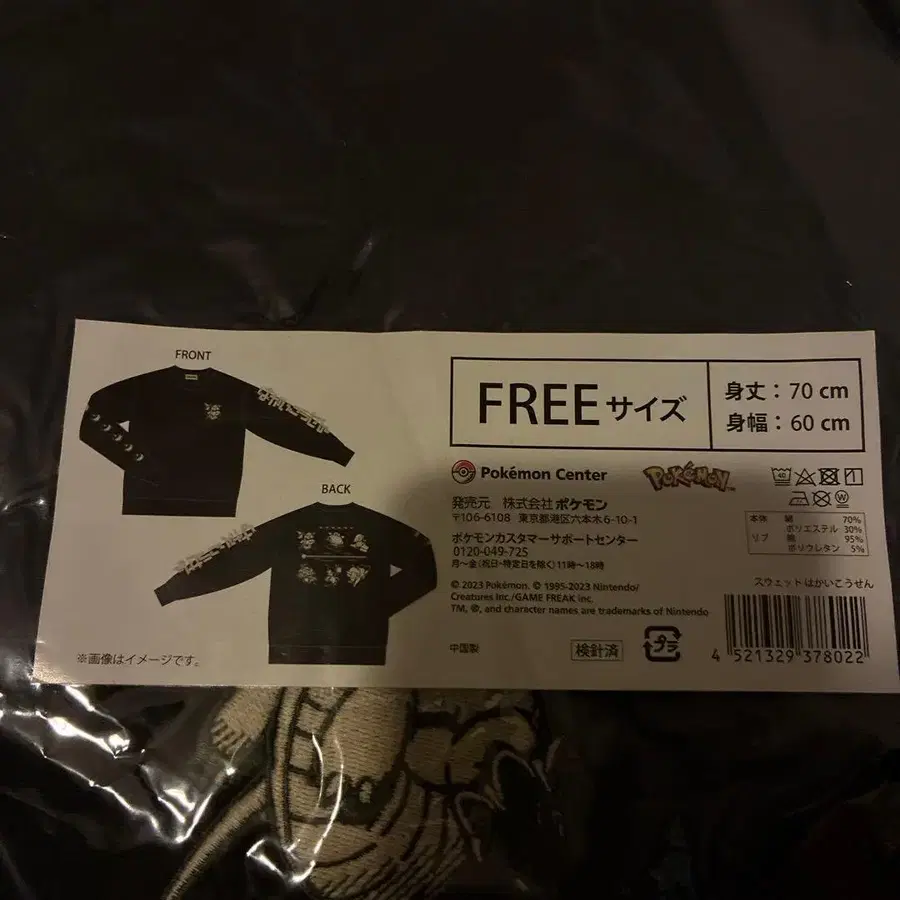 FRONT
BACK
※画像はイメージです。
FREEサイズ
身丈：70 cm
身幅：60 cm
Pokémon Center
POKÉMON
発売元　株式会社ポケモン
〒106-6108　東京都港区六本木6-10-1
ポケモンカスタマーサポートセンター
0120-049-725
月～金(祝日・特定日を除く)11時～18時
© 2023 Pokémon. © 1995-2023 Nintendo/
Creatures Inc./GAME FREAK inc.
TM, ®, and character names are trademarks of Nintendo
中国製
検針済
プラ
40
W
本体　綿　70%
ポリエステル 30%
リブ　綿　95%
ポリウレタン 5%
スウェット はかいこうせん
4 521329 378022